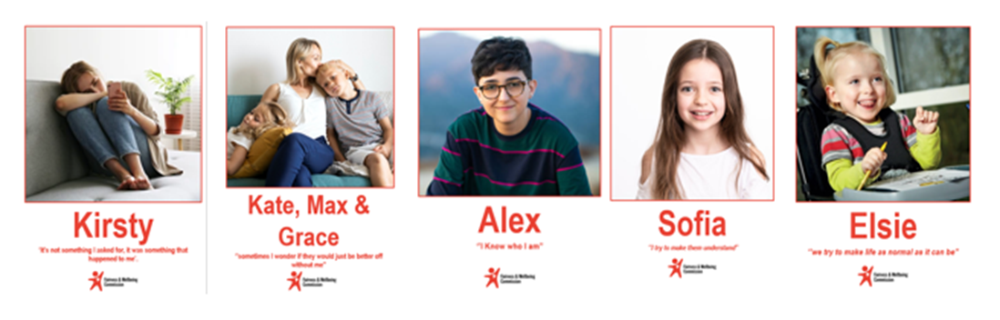 Kirsty
'It's not something I asked for, it was something that
happened to me'.
Fairness & Wellbeing
Commission
Kate, Max &
Grace
"sometimes I wonder if they would just be better off
without me"
Fairness & Wellbeing
Commission
Alex
"I Know who I am"
Fairness & Wellbeing
Commission
Sofia
"I try to make them understand"
Fairness & Wellbeing
Commission
Elsie
"we try to make life as normal as it can be"
Fairness & Wellbeing
Commission